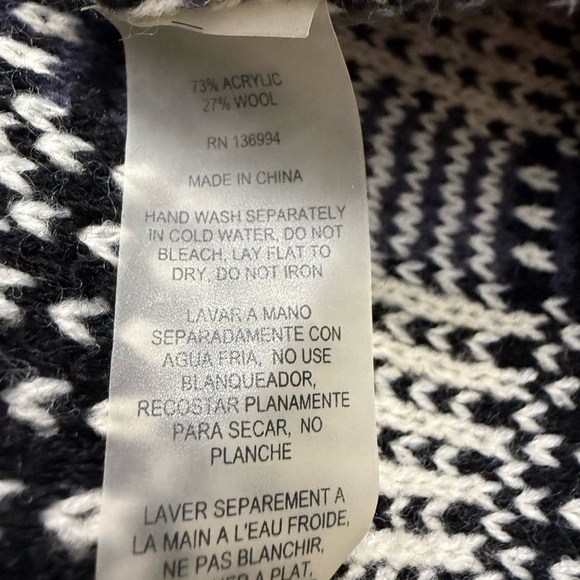 73% ACRYLIC
27% WOOL
RN 136994
MADE IN CHINA
HAND WASH SEPARATELY
IN COLD WATER, DO NOT
BLEACH, LAY FLAT TO
DRY, DO NOT IRON
LAVAR A MANO
SEPARADAMENTE CON
AGUA FRIA, NO USE
BLANQUEADOR,
RECOSTAR PLANAMENTE
PARA SECAR, NO
PLANCHE
LAVER SEPAREMENT A
LA MAIN A L'EAU FROIDE,
NE PAS BLANCHIR,
A PLAT,